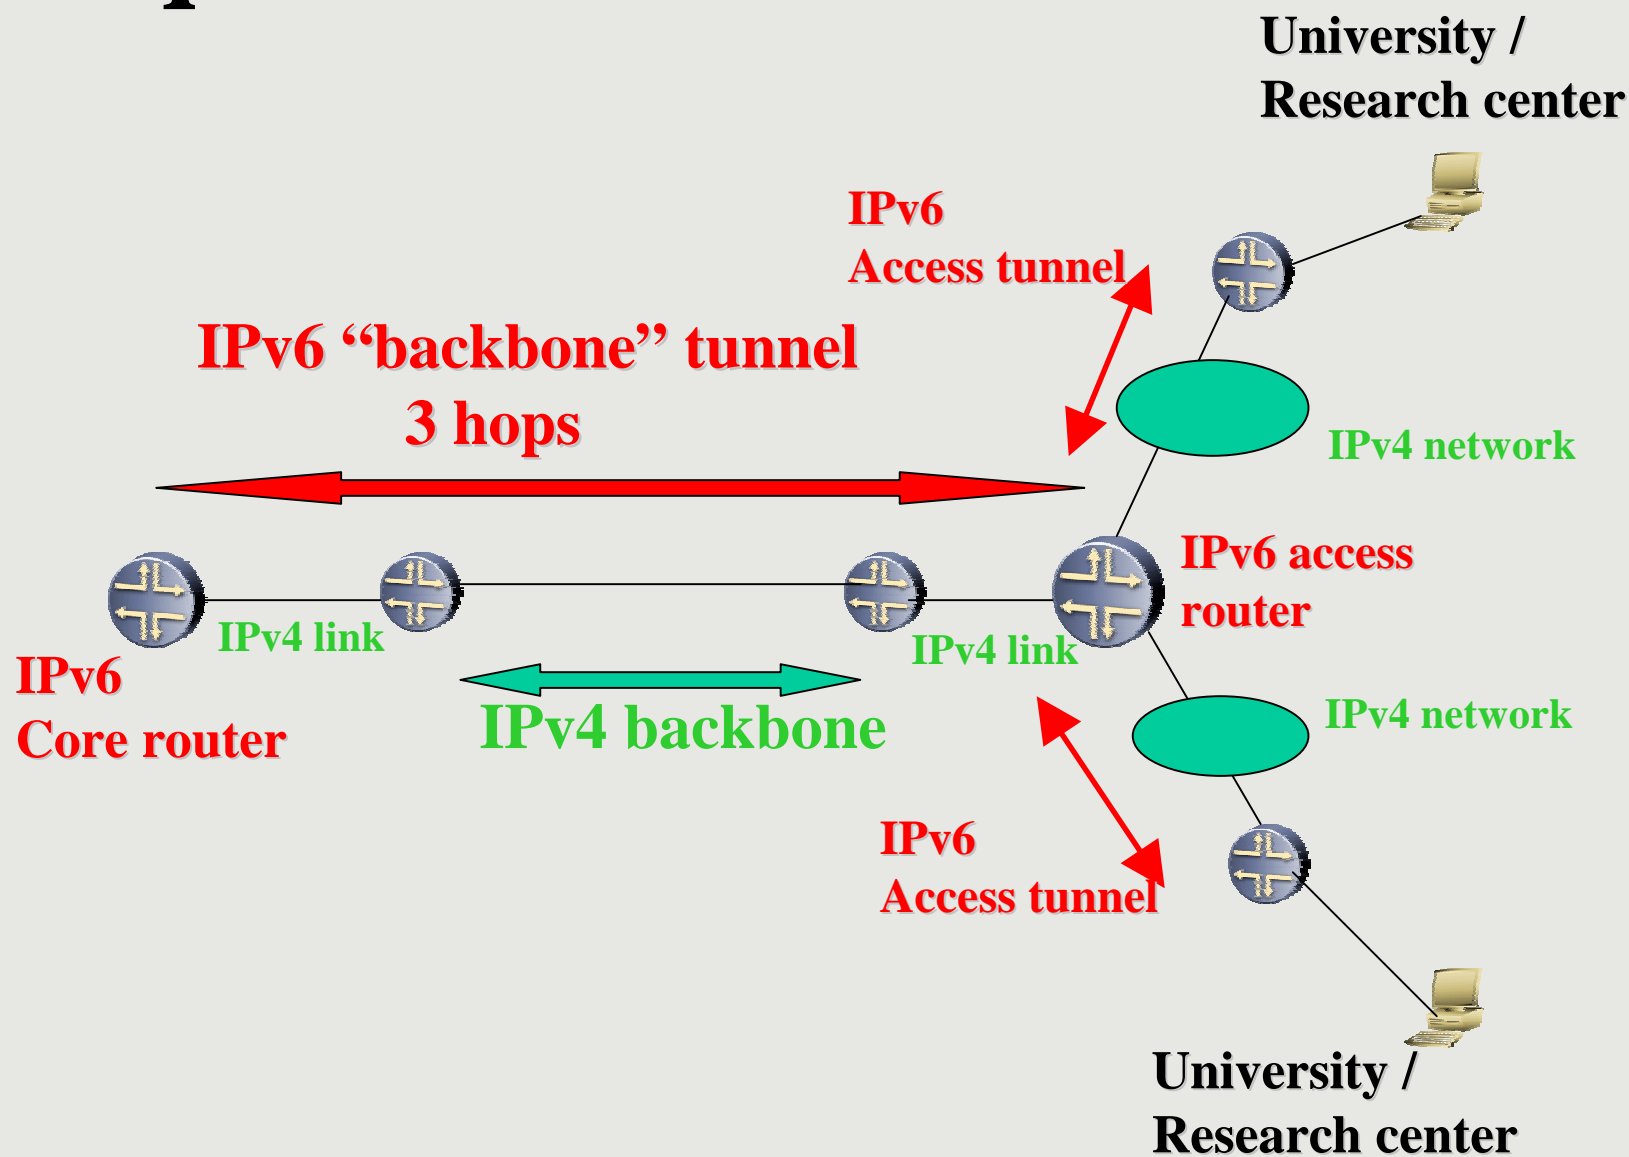 University /
Research center
IPv6
Access tunnel
IPv6 “backbone” tunnel
3 hops
IPv4 network
IPv6 access
router
IPv4 link
IPv4 link
IPv6
Core router
IPv4 backbone
IPv4 network
IPv6
Access tunnel
University /
Research center